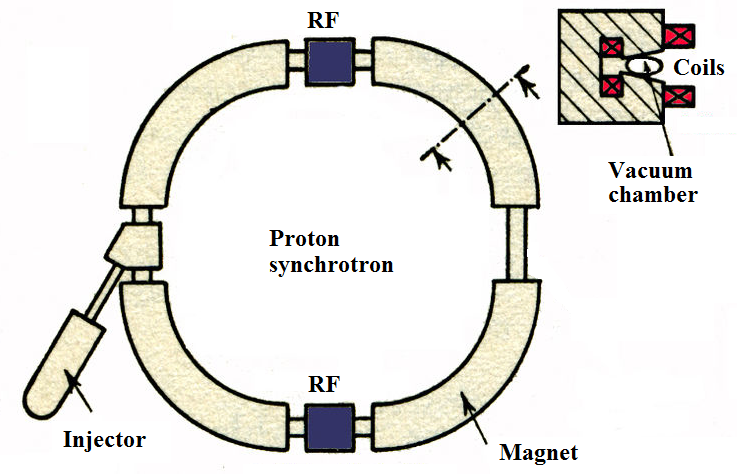 RF
Coils
Vacuum
chamber
Proton
synchrotron
RF
Injector
Magnet